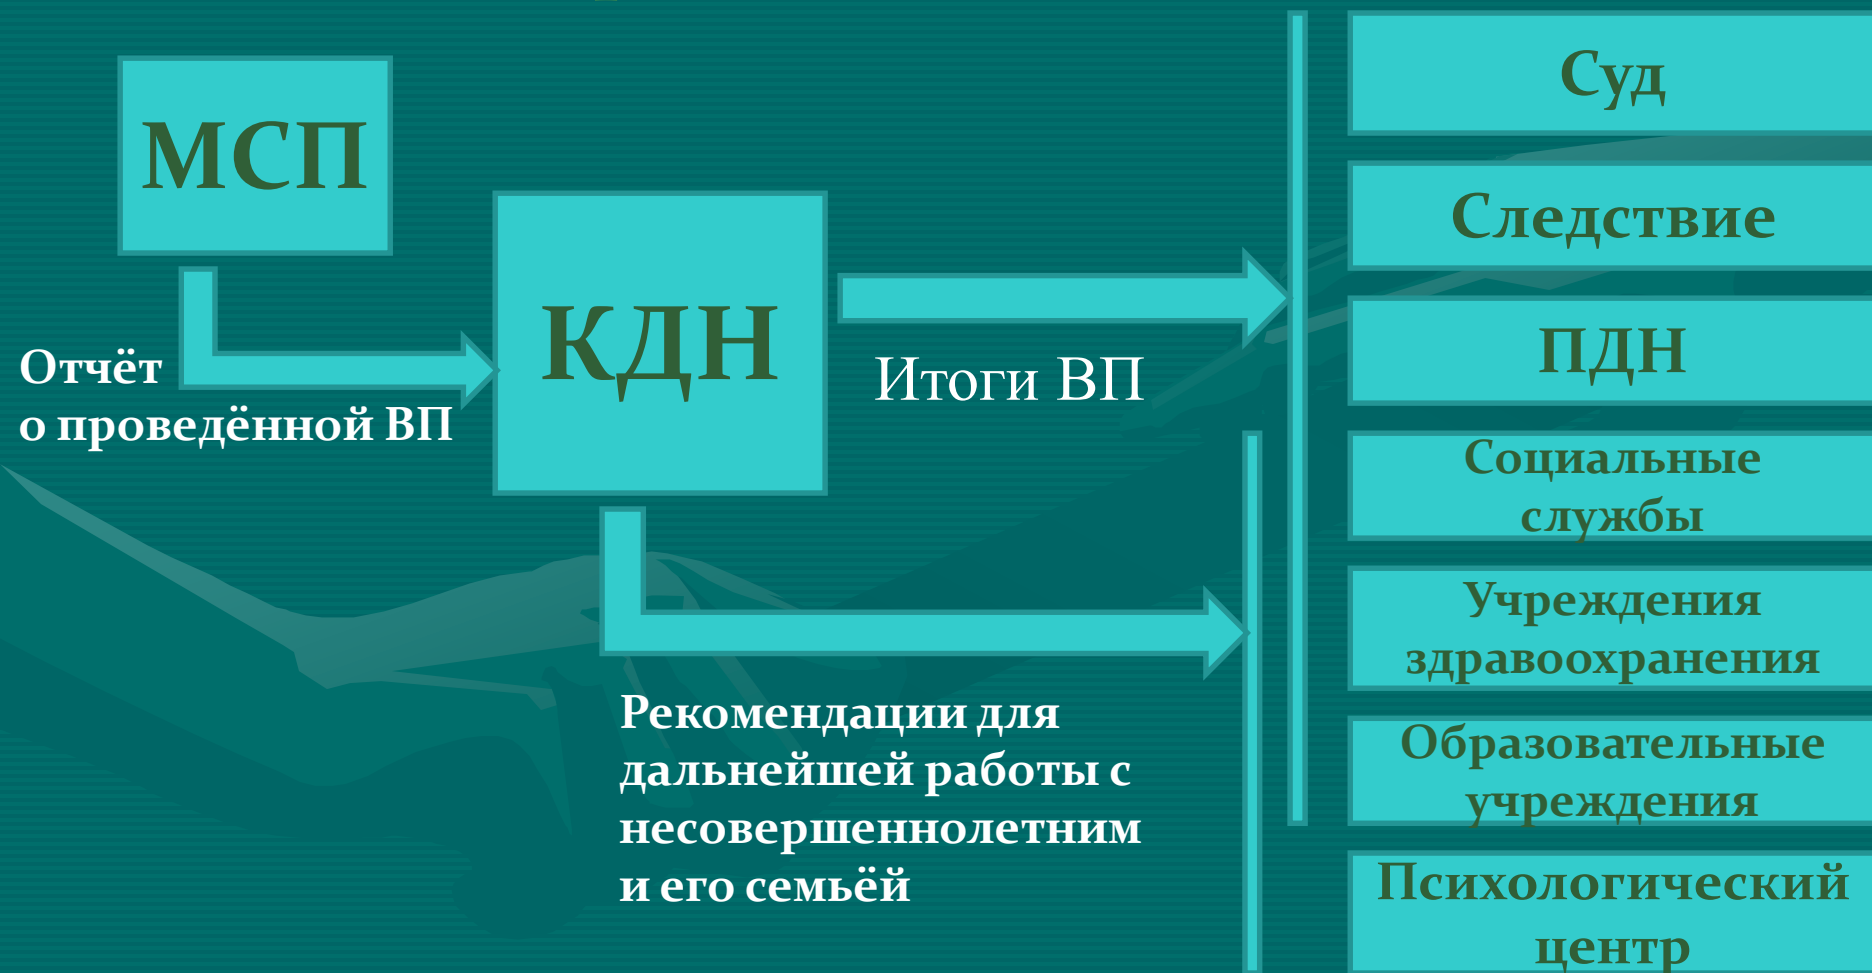 МСП
Отчёт
о проведённой ВП
КДН
Итоги ВП
Рекомендации для
дальнейшей работы с
несовершеннолетним
и его семьёй
Суд
Следствие
ПДН
Социальные
службы
Учреждения
здравоохранения
Образовательные
учреждения
Психологический
центр